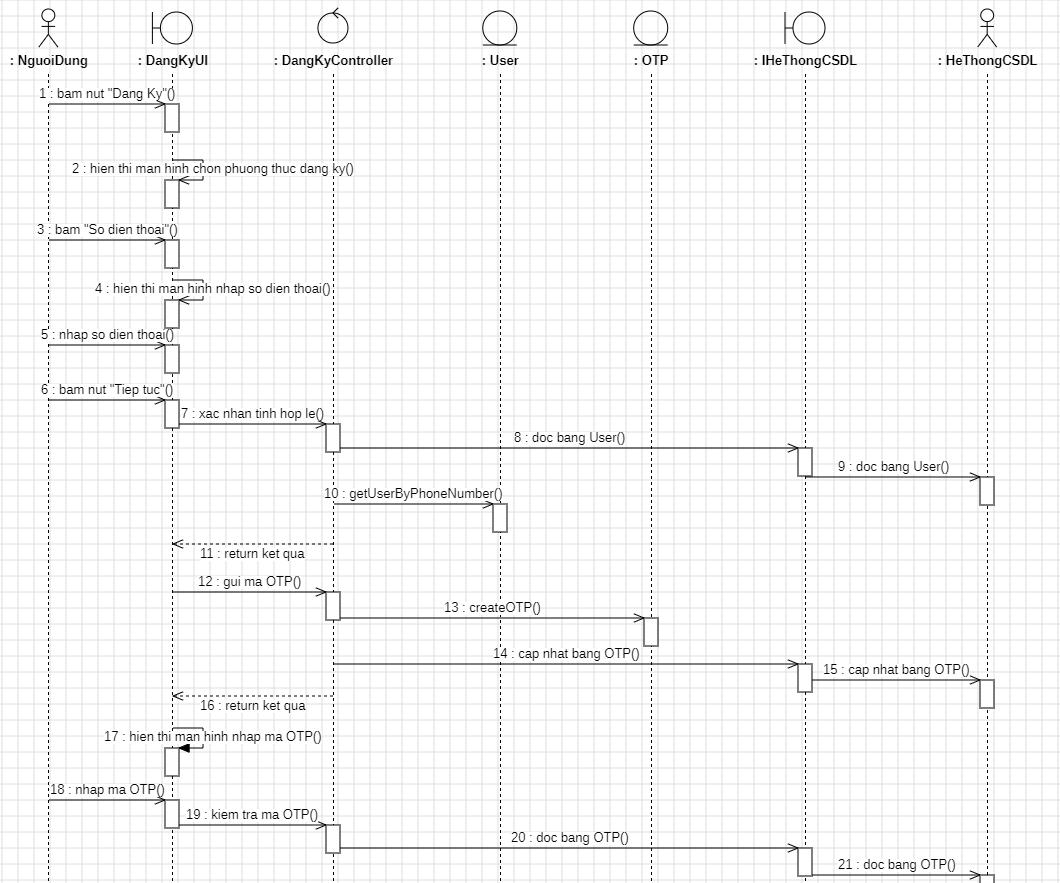 : NguoiDung : DangKyUI : DangKyController : User : OTP : IHeThongCSDL : HeThongCSDL
1 : bam nut "Dang Ky"()
2 : hien thi man hinh chon phuong thuc dang ky()
3 : bam "So dien thoai"()
4 : hien thi man hinh nhap so dien thoai()
5 : nhap so dien thoai()
6 : bam nut "Tiep tuc"()
7 : xac nhan tinh hop le()
8 : doc bang User()
9 : doc bang User()
10 : getUserByPhoneNumber()
11 : return ket qua
12 : gui ma OTP()
13 : createOTP()
14 : cap nhat bang OTP()
15 : cap nhat bang OTP()
16 : return ket qua
17 : hien thi man hinh nhap ma OTP()
18 : nhap ma OTP()
19 : kiem tra ma OTP()
20 : doc bang OTP()
21 : doc bang OTP()